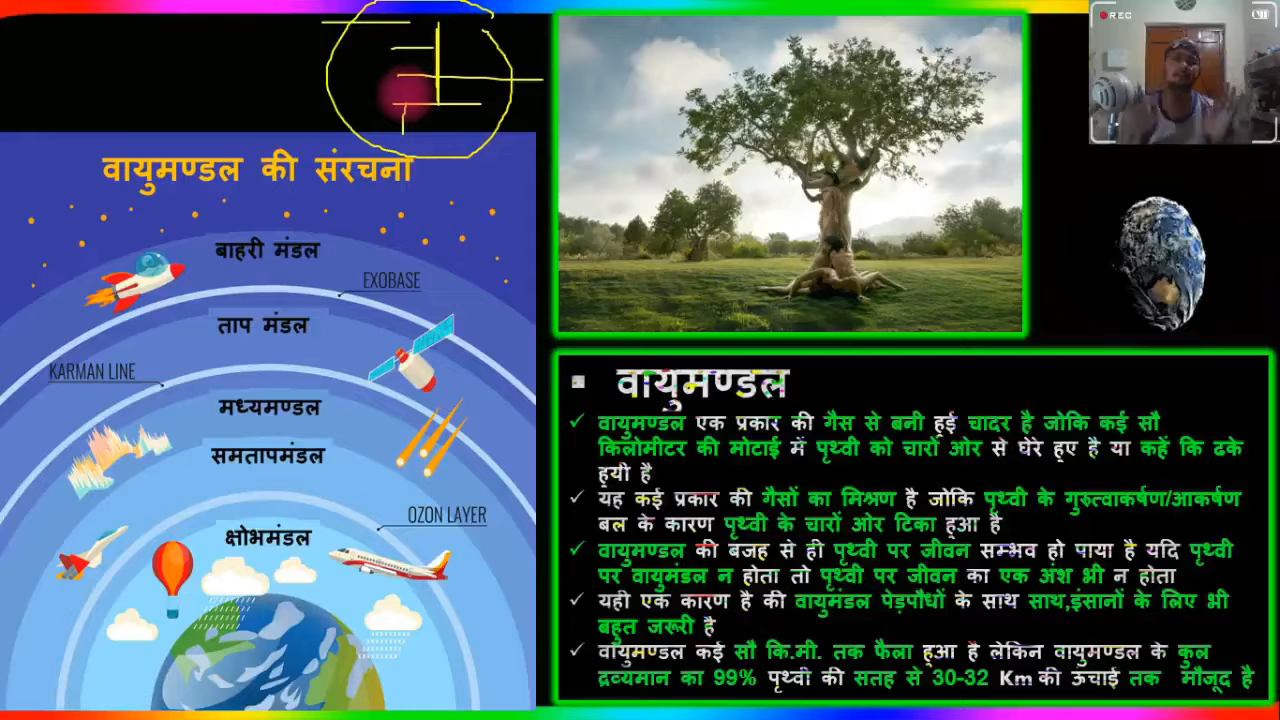 REC
वायुमण्डल की संरचना
बाहरी मंडल
EXOBASE
ताप मंडल
KARMAN LINE
मध्यमण्डल
समतापमंडल
OZON LAYER
क्षोभमंडल
वायुमण्डल
वायुमण्डल एक प्रकार की गैस से बनी हुई चादर है जोकि कई सौ
किलोमीटर की मोटाई में पृथ्वी को चारों ओर से घेरे हुए है या कहें कि ढके
हुयी है
यह कई प्रकार की गैसों का मिश्रण है जोकि पृथ्वी के गुरुत्वाकर्षण/आकर्षण
बल के कारण पृथ्वी के चारों ओर टिका हुआ है
वायुमण्डल की बजह से ही पृथ्वी पर जीवन सम्भव हो पाया है यदि पृथ्वी
पर वायुमंडल न होता तो पृथ्वी पर जीवन का एक अंश भी न होता
यही एक कारण है की वायुमंडल पेड़पौधों के साथ साथ,इंसानों के लिए भी
बहुत जरूरी है
वायुमण्डल कई सौ कि.मी. तक फैला हुआ है लेकिन वायुमण्डल के कुल
द्रव्यमान का 99% पृथ्वी की सतह से 30-32 Km की ऊंचाई तक मौजूद है